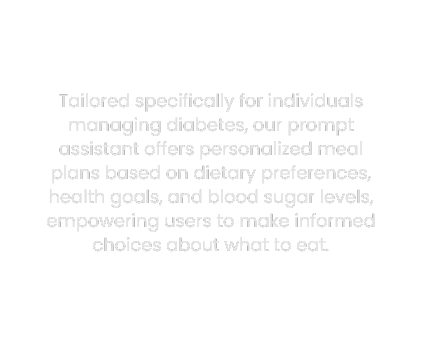 Tailored specifically for individuals
managing diabetes, our prompt
assistant offers personalized meal
plans based on dietary preferences,
health goals, and blood sugar levels,
empowering users to make informed
choices about what to eat.